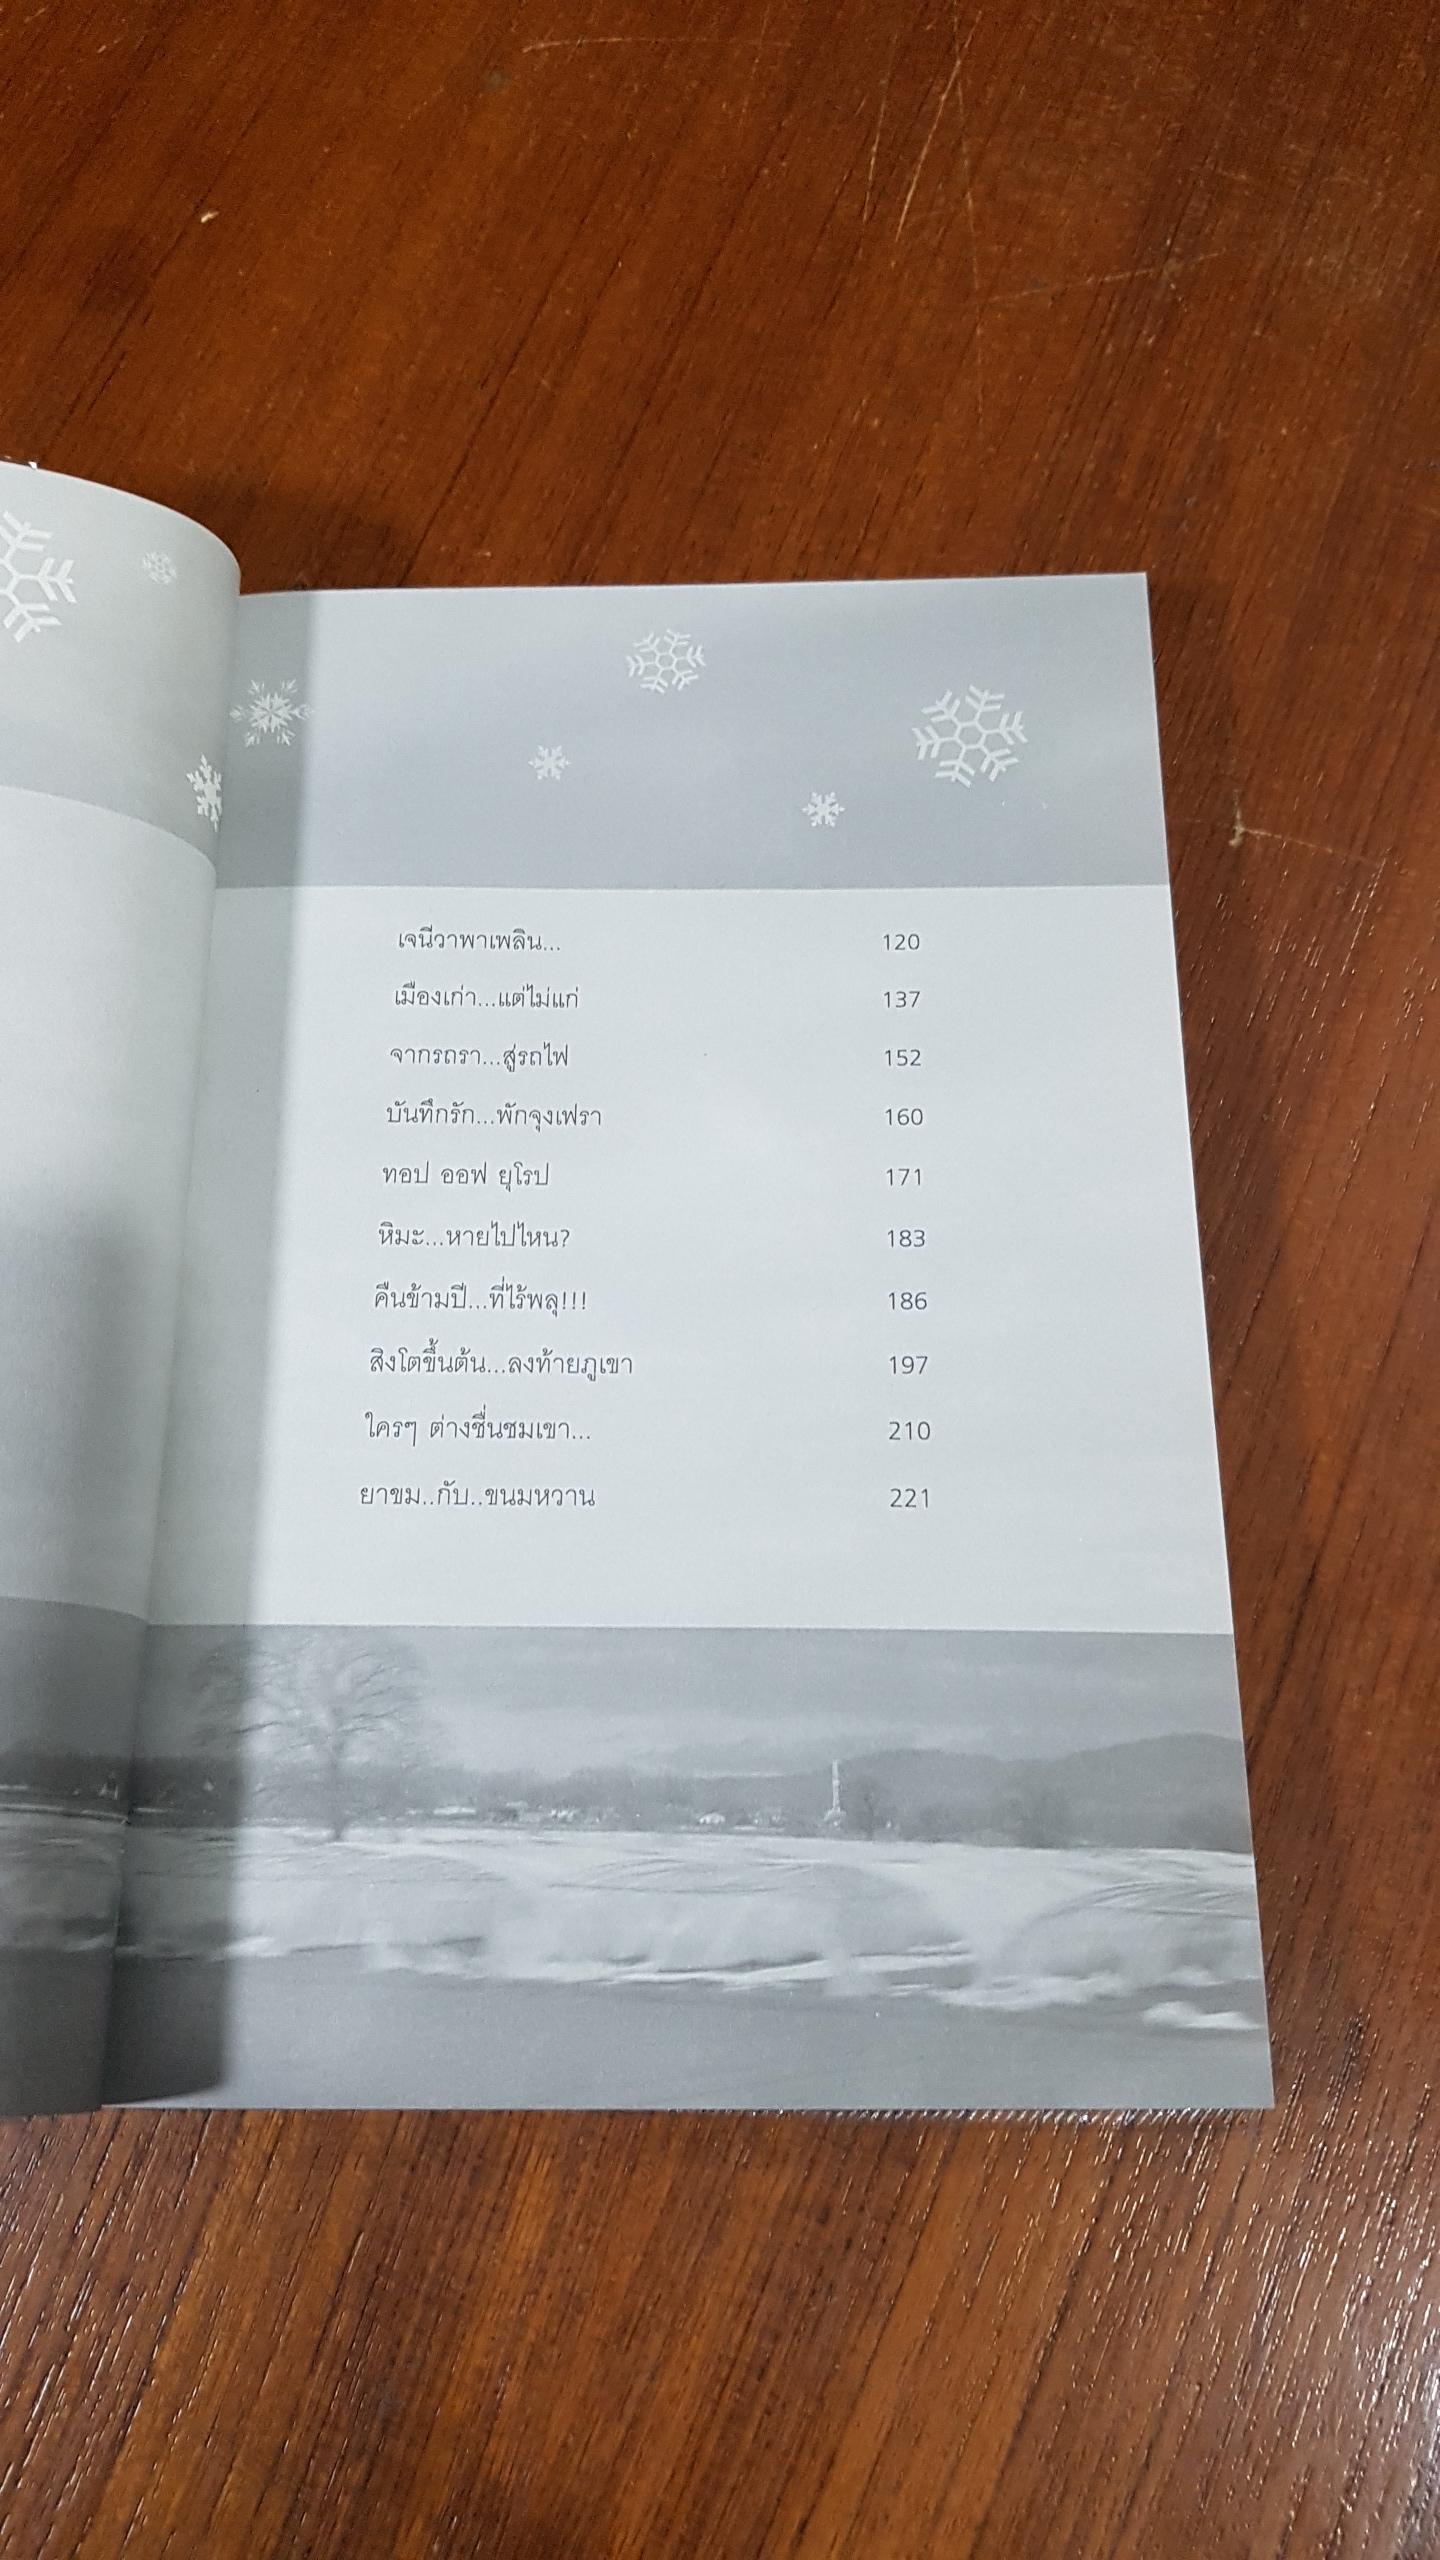 เจนีวาพาเพลิน... 120
เมืองเก่า...แต่ไม่แก่ 137
จากรถรา...สู่รถไฟ 152
บันทึกรัก...พักจุงเฟรา 160
ทอป ออฟ ยุโรป 171
หิมะ...หายไปไหน? 183
คืนข้ามปี...ที่ไร้พลุ!!! 186
สิงโตขึ้นต้น...ลงท้ายภูเขา 197
ใครๆ ต่างชื่นชมเขา... 210
ยาขม..กับ..ขนมหวาน 221